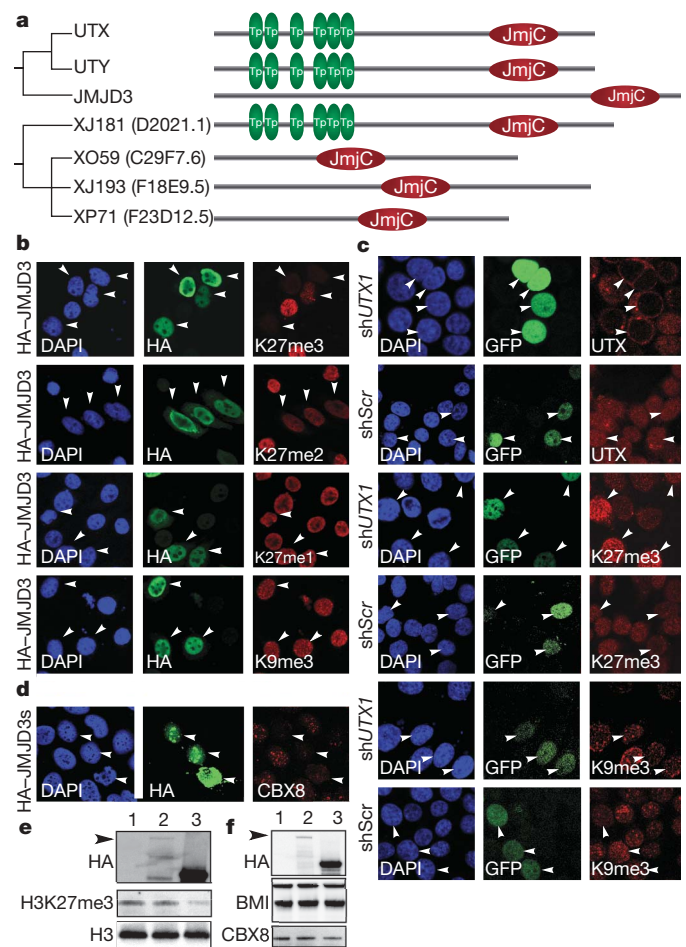 a
UTX
Tp Tp Tp Tp Tp Tp JmjC
UTY
Tp Tp Tp Tp Tp Tp JmjC
JMJD3
JmjC
XJ181 (D2021.1)
Tp Tp Tp Tp Tp Tp JmjC
XO59 (C29F7.6)
JmjC
XJ193 (F18E9.5)
JmjC
XP71 (F23D12.5)
JmjC
b
HA–JMJD3
DAPI HA K27me3
HA–JMJD3
DAPI HA K27me2
HA–JMJD3
DAPI HA K27me1
HA–JMJD3
DAPI HA K9me3
c
shUTX1
DAPI GFP UTX
shScr
DAPI GFP UTX
shUTX1
DAPI GFP K27me3
shScr
DAPI GFP K27me3
shUTX1
DAPI GFP K9me3
shScr
DAPI GFP K9me3
d
HA–JMJD3s
DAPI HA CBX8
e
1 2 3
HA
H3K27me3
H3
f
1 2 3
HA
BMI
CBX8